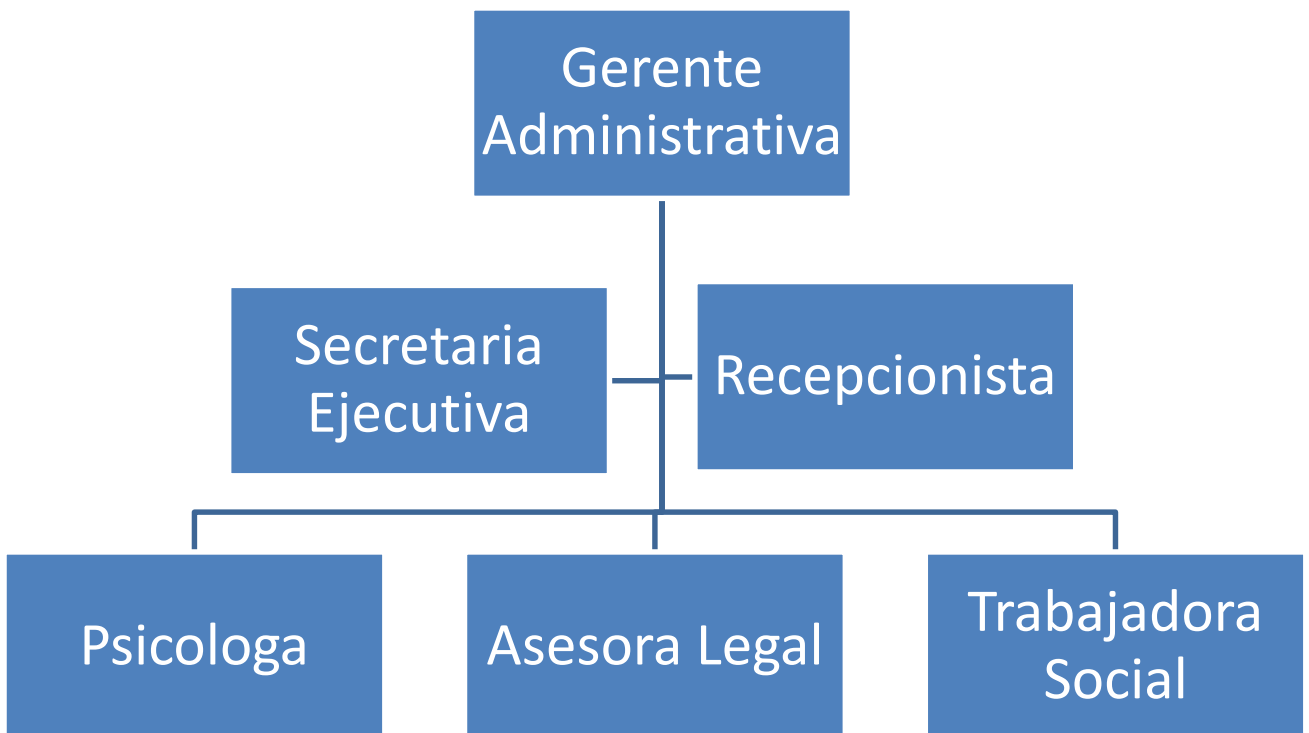 Gerente
Administrativa
Secretaria
Ejecutiva
Recepcionista
Psicologa
Asesora Legal
Trabajadora
Social